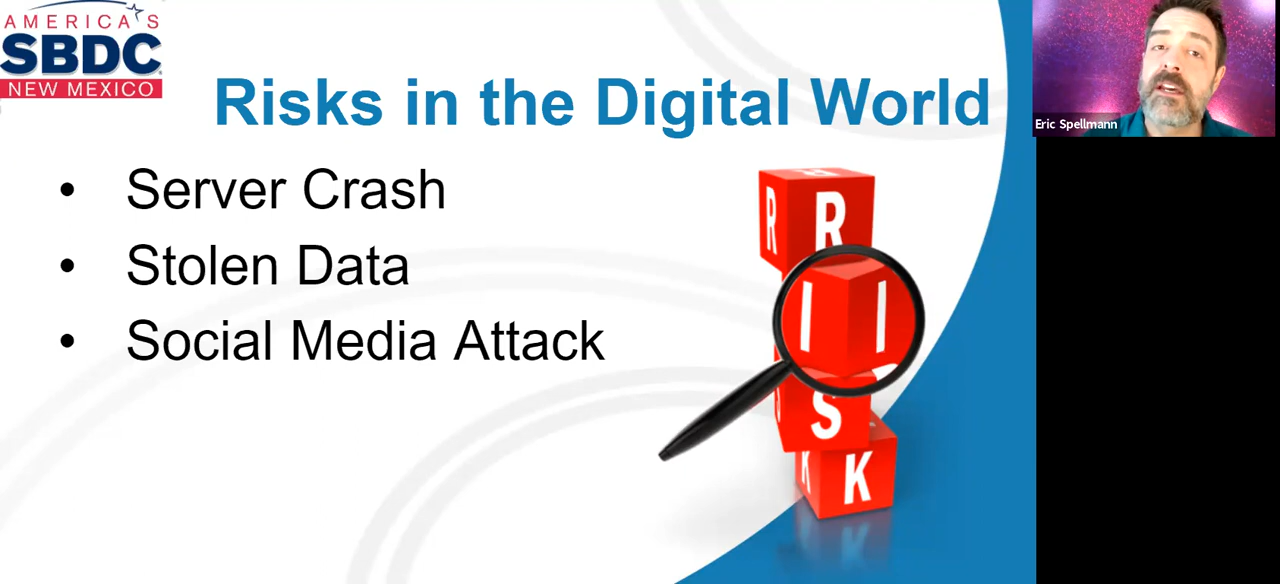 AMERICA'S
SBDC
NEW MEXICO
Risks in the Digital World
• Server Crash
• Stolen Data
• Social Media Attack
Eric Spellmann
R R
I I
S
K K